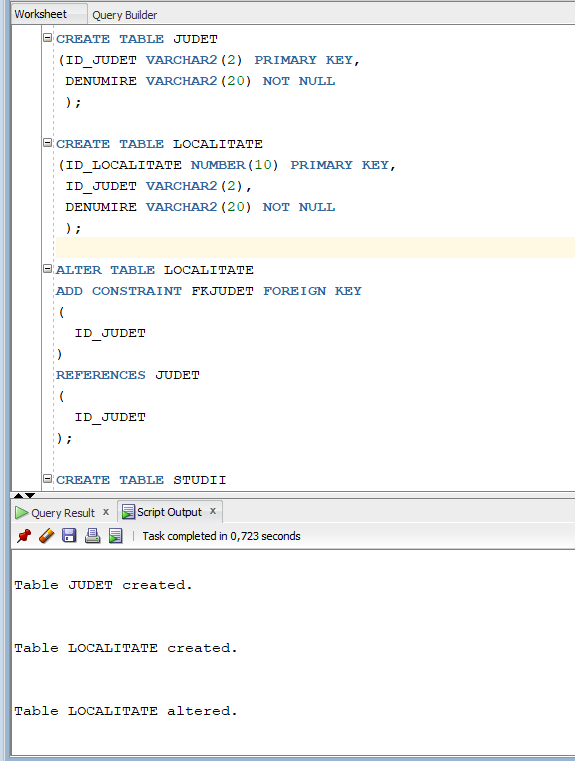 Worksheet Query Builder
CREATE TABLE JUDET
(ID_JUDET VARCHAR2(2) PRIMARY KEY,
DENUMIRE VARCHAR2(20) NOT NULL
);
CREATE TABLE LOCALITATE
(ID_LOCALITATE NUMBER(10) PRIMARY KEY,
ID_JUDET VARCHAR2(2),
DENUMIRE VARCHAR2(20) NOT NULL
);
ALTER TABLE LOCALITATE
ADD CONSTRAINT FKJUDET FOREIGN KEY
(
ID_JUDET
)
REFERENCES JUDET
(
ID_JUDET
);
CREATE TABLE STUDII
Query Result x Script Output x
Task completed in 0,723 seconds
Table JUDET created.
Table LOCALITATE created.
Table LOCALITATE altered.